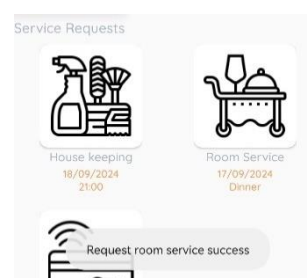 Service Requests
House keeping
18/09/2024
21:00
Room Service
17/09/2024
Dinner
Request room service success